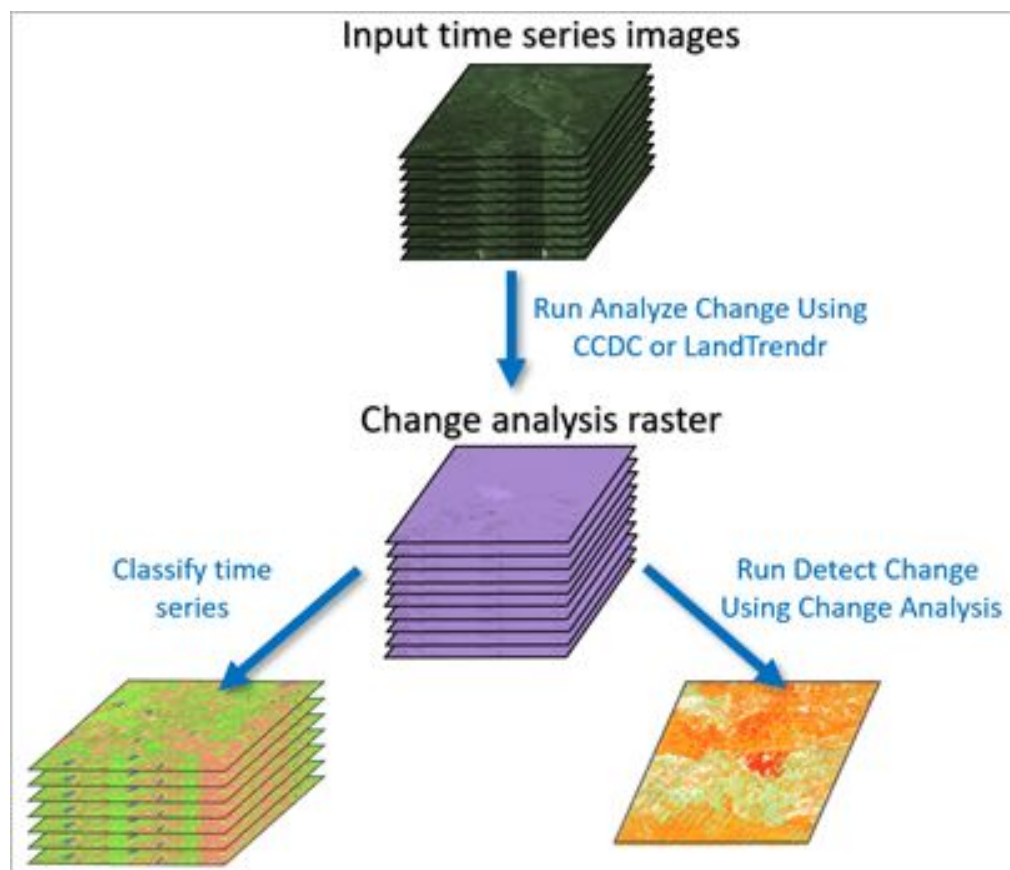 Input time series images
Run Analyze Change Using
CCDC or LandTrendr
Change analysis raster
Classify time
series
Run Detect Change
Using Change Analysis